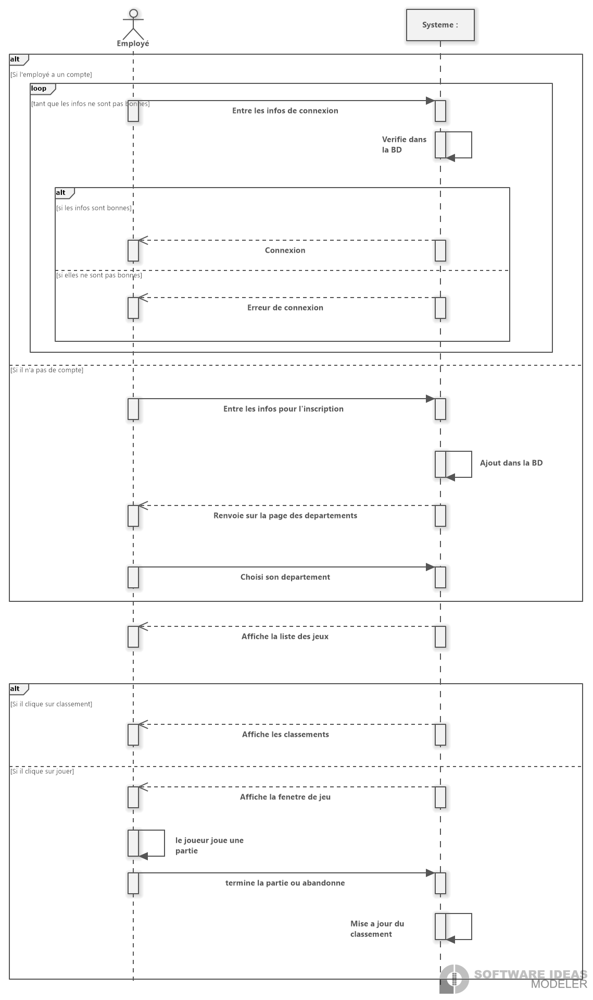 Employé
Systeme :
alt
[Si l'employé a un compte]
loop
[tant que les infos ne sont pas bonnes]
Entre les infos de connexion
Verifie dans
la BD
alt
[si les infos sont bonnes]
Connexion
[si elles ne sont pas bonnes]
Erreur de connexion
[Si il n'a pas de compte]
Entre les infos pour l'inscription
Ajout dans la BD
Renvoie sur la page des departements
Choisi son departement
Affiche la liste des jeux
alt
[Si il clique sur classement]
Affiche les classements
[Si il clique sur jouer]
Affiche la fenetre de jeu
le joueur joue une
partie
termine la partie ou abandonne
Mise a jour du
classement
SOFTWARE IDEAS
MODELER